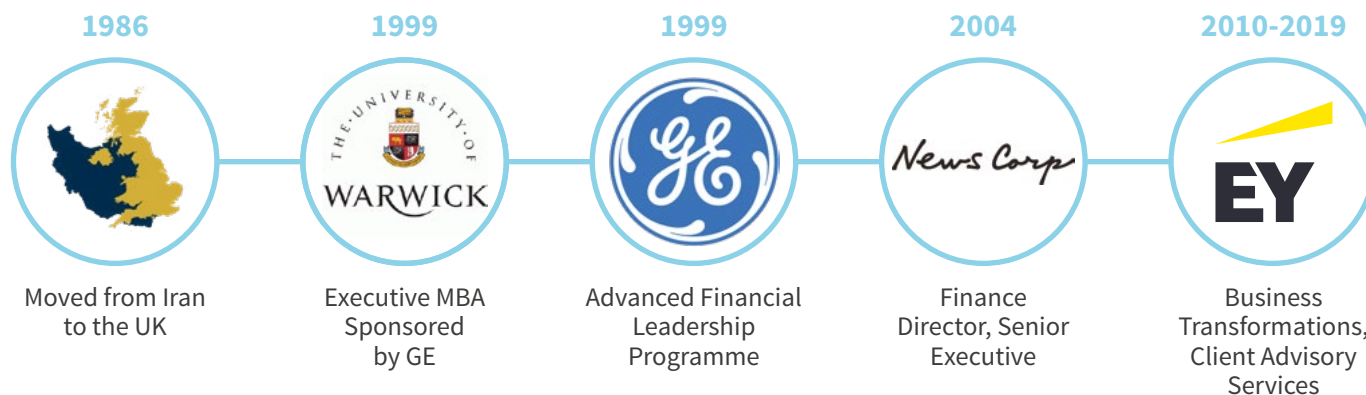 1986
Moved from Iran
to the UK
1999
THE·UNIVERSITY·OF
WARWICK
Executive MBA
Sponsored
by GE
1999
GE
Advanced Financial
Leadership
Programme
2004
News Corp
Finance
Director, Senior
Executive
2010-2019
EY
Business
Transformations,
Client Advisory
Services